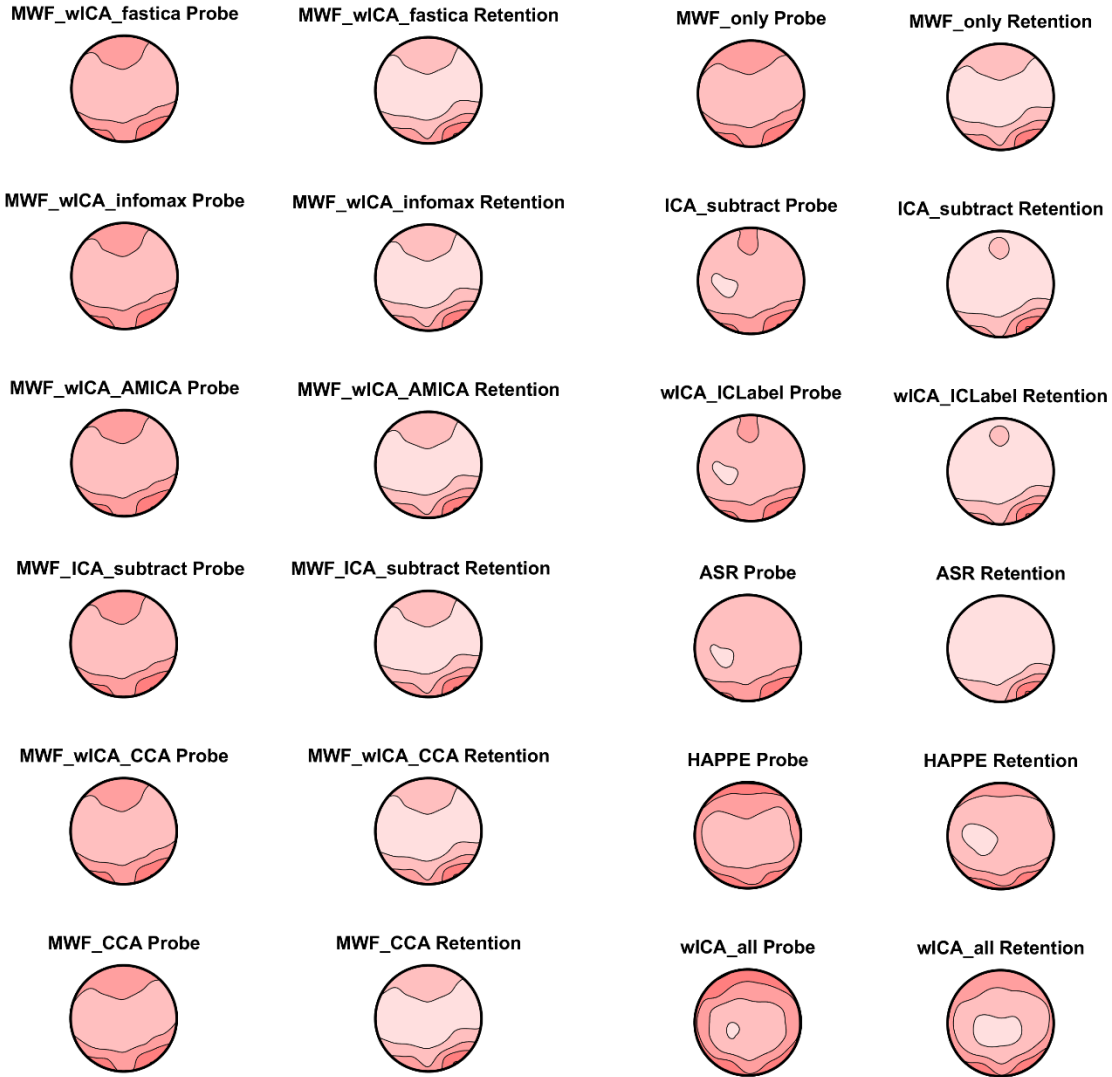 MWF_wICA_fastica Probe
MWF_wICA_fastica Retention
MWF_only Probe
MWF_only Retention
MWF_wICA_infomax Probe
MWF_wICA_infomax Retention
ICA_subtract Probe
ICA_subtract Retention
MWF_wICA_AMICA Probe
MWF_wICA_AMICA Retention
wICA_ICLabel Probe
wICA_ICLabel Retention
MWF_ICA_subtract Probe
MWF_ICA_subtract Retention
ASR Probe
ASR Retention
MWF_wICA_CCA Probe
MWF_wICA_CCA Retention
HAPPE Probe
HAPPE Retention
MWF_CCA Probe
MWF_CCA Retention
wICA_all Probe
wICA_all Retention